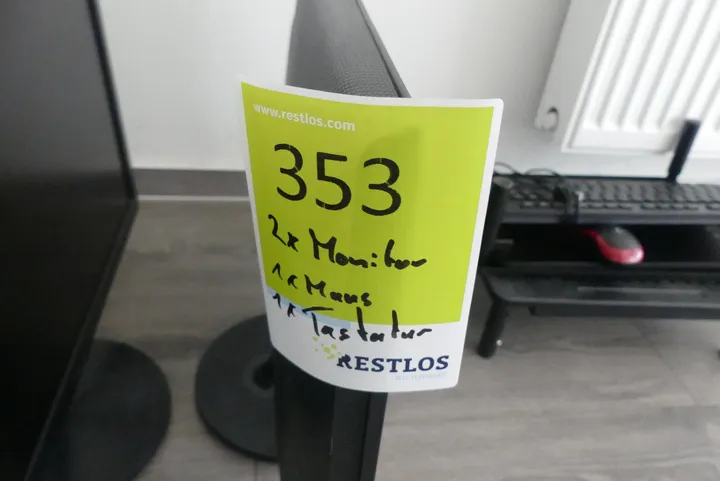 www.restlos.com
353
2x Monitor
1x Maus
1x Tastatur
RESTLOS